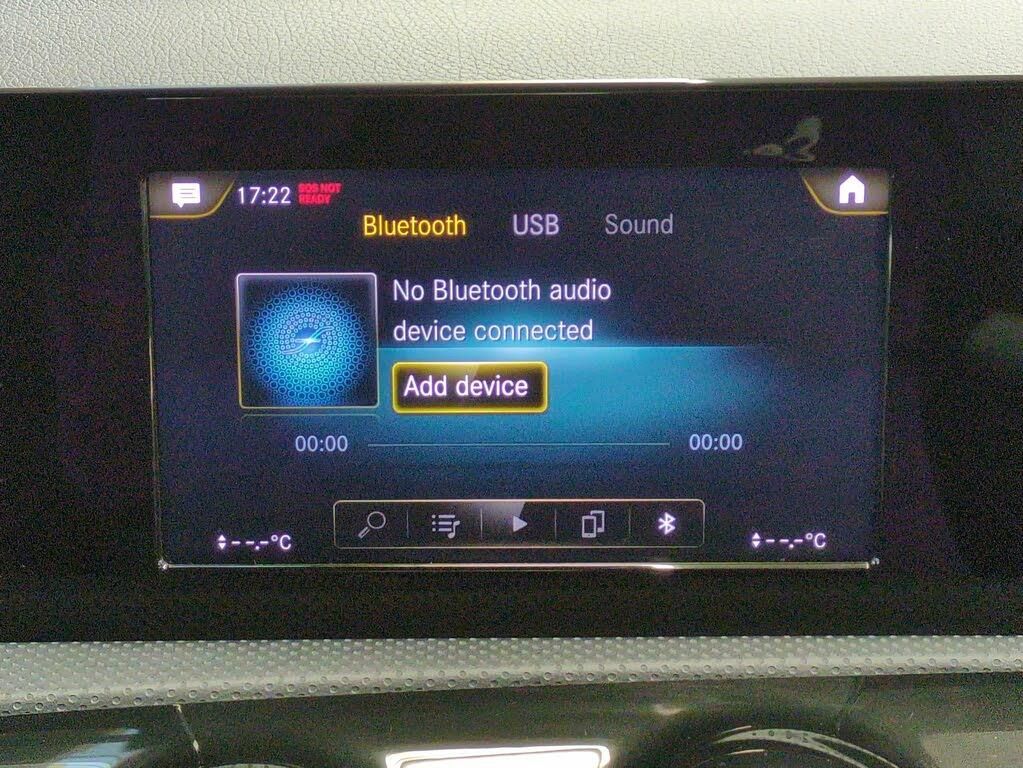 17:22 SOS NOT
READY
Bluetooth USB Sound
No Bluetooth audio
device connected
Add device
00:00 00:00
--.-°C --.-°C